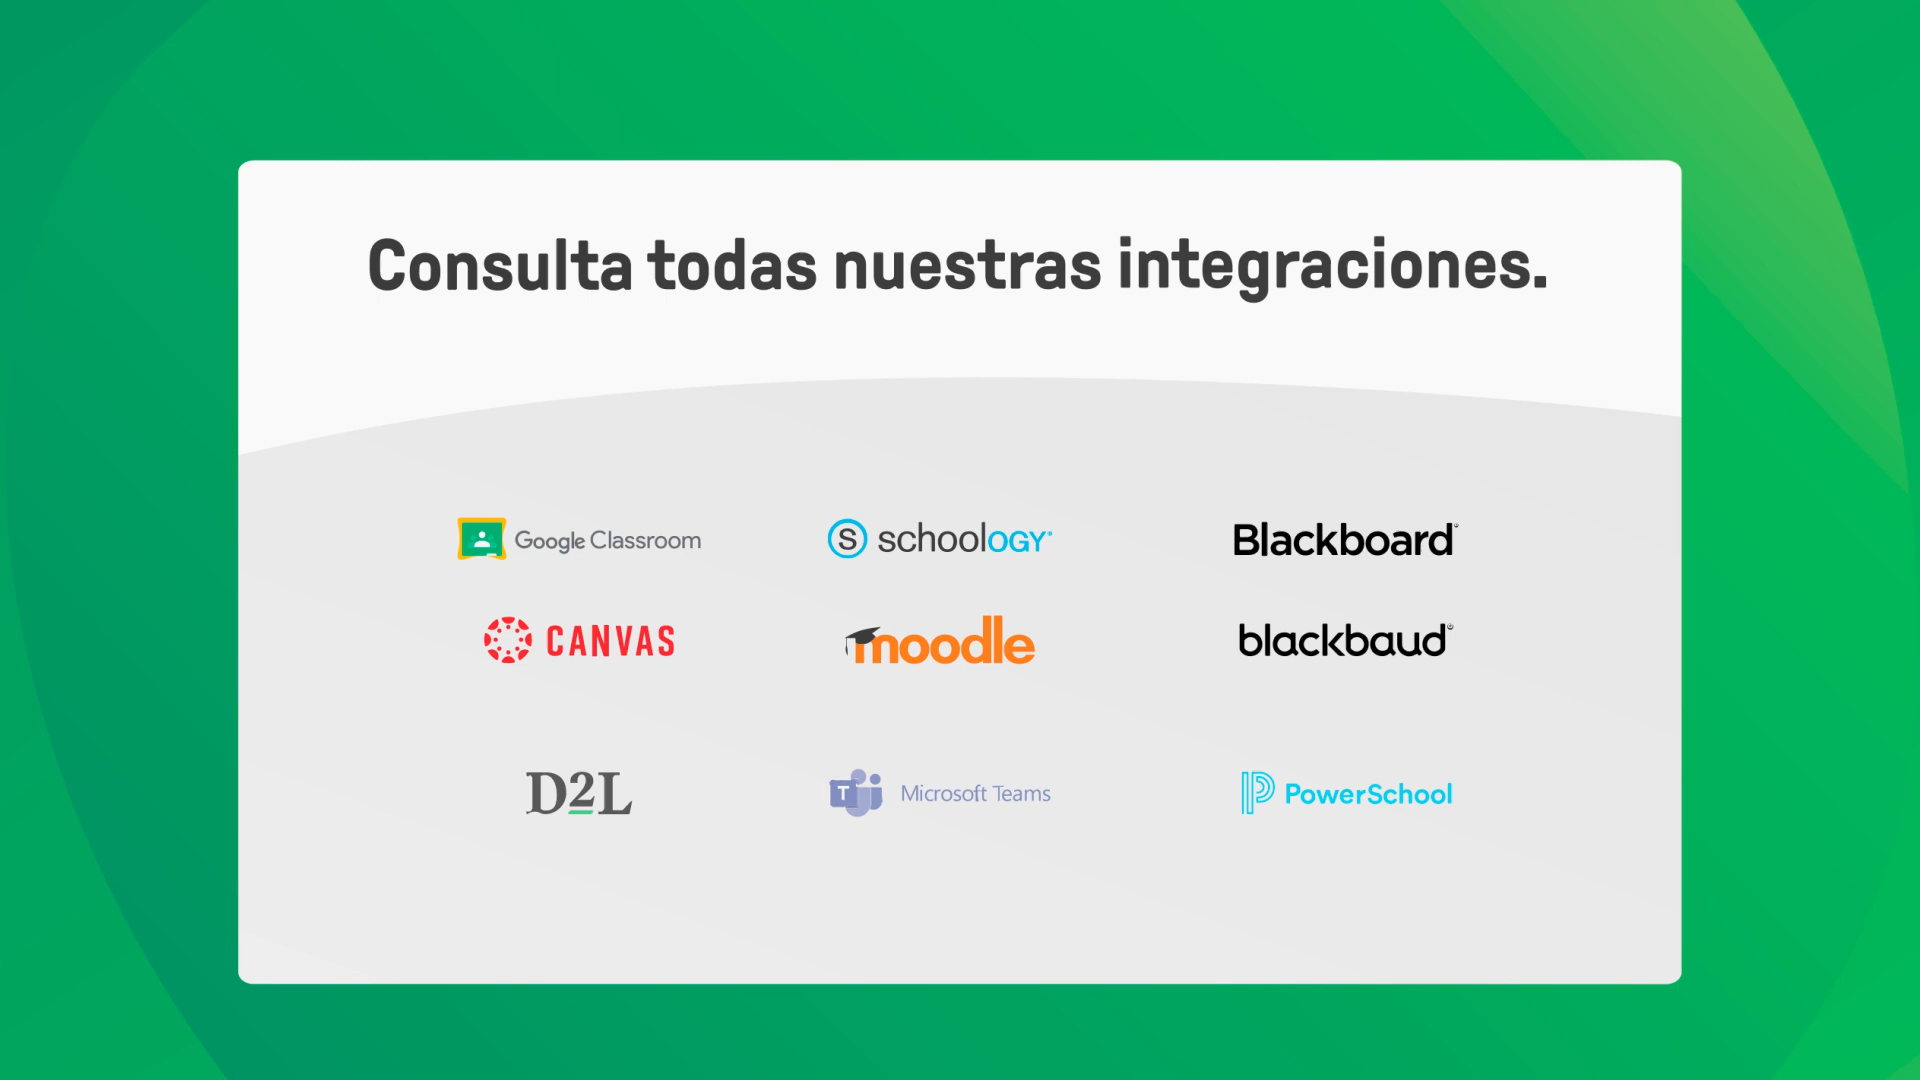 Consulta todas nuestras integraciones.
Google Classroom
S schoology
Blackboard
CANVAS
moodle
blackbaud
D2L
T Microsoft Teams
PowerSchool